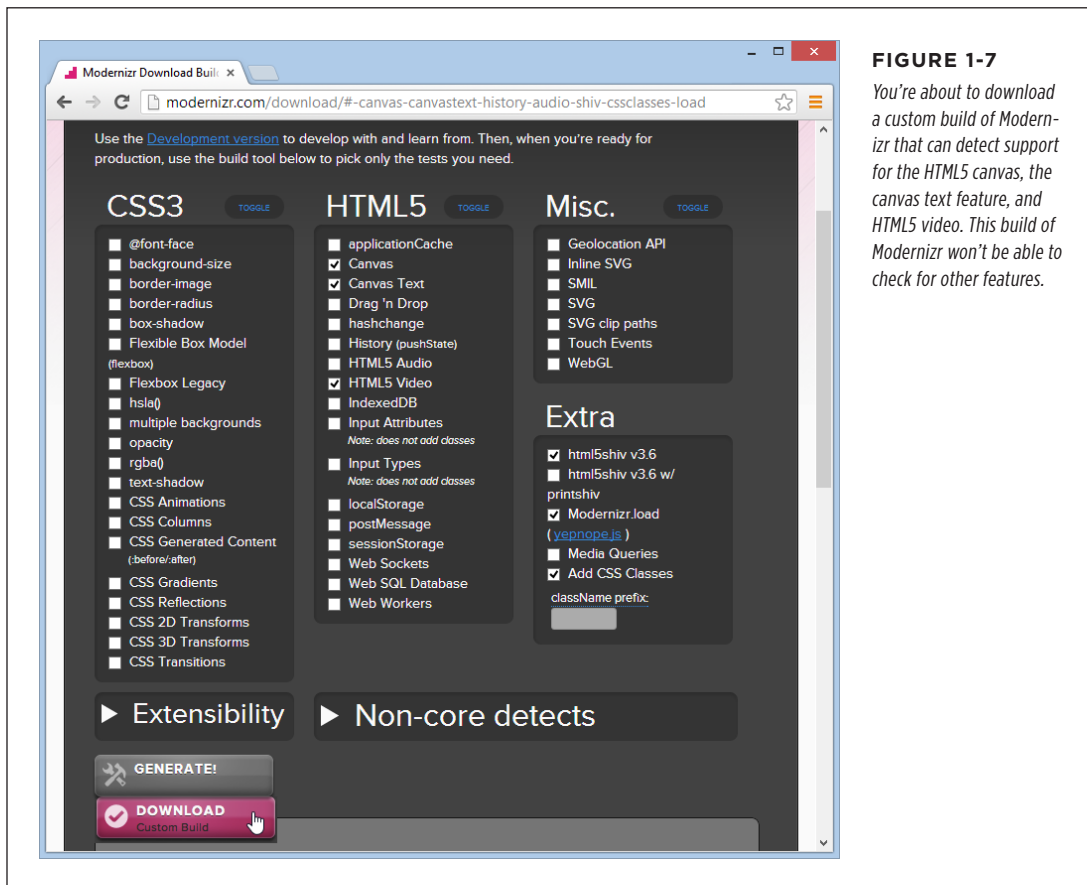 Modernizr Download Buil
modernizr.com/download/#-canvas-canvastext-history-audio-shiv-cssclasses-load
Use the Development version to develop with and learn from. Then, when you're ready for
production, use the build tool below to pick only the tests you need.
CSS3
TOGGLE
@font-face
background-size
border-image
border-radius
box-shadow
Flexible Box Model
(flexbox)
Flexbox Legacy
hsla()
multiple backgrounds
opacity
rgba()
text-shadow
CSS Animations
CSS Columns
CSS Generated Content
(:before/:after)
CSS Gradients
CSS Reflections
CSS 2D Transforms
CSS 3D Transforms
CSS Transitions
HTML5
TOGGLE
applicationCache
Canvas
Canvas Text
Drag 'n Drop
hashchange
History (pushState)
HTML5 Audio
HTML5 Video
IndexedDB
Input Attributes
Note: does not add classes
Input Types
Note: does not add classes
localStorage
postMessage
sessionStorage
Web Sockets
Web SQL Database
Web Workers
Misc.
TOGGLE
Geolocation API
Inline SVG
SMIL
SVG
SVG clip paths
Touch Events
WebGL
Extra
html5shiv v3.6
html5shiv v3.6 w/
printshiv
Modernizr.load
( yepnope.js )
Media Queries
Add CSS Classes
className prefix:
Extensibility
Non-core detects
GENERATE!
DOWNLOAD
Custom Build
FIGURE 1-7
You're about to download
a custom build of Modern-
izr that can detect support
for the HTML5 canvas, the
canvas text feature, and
HTML5 video. This build of
Modernizr won't be able to
check for other features.